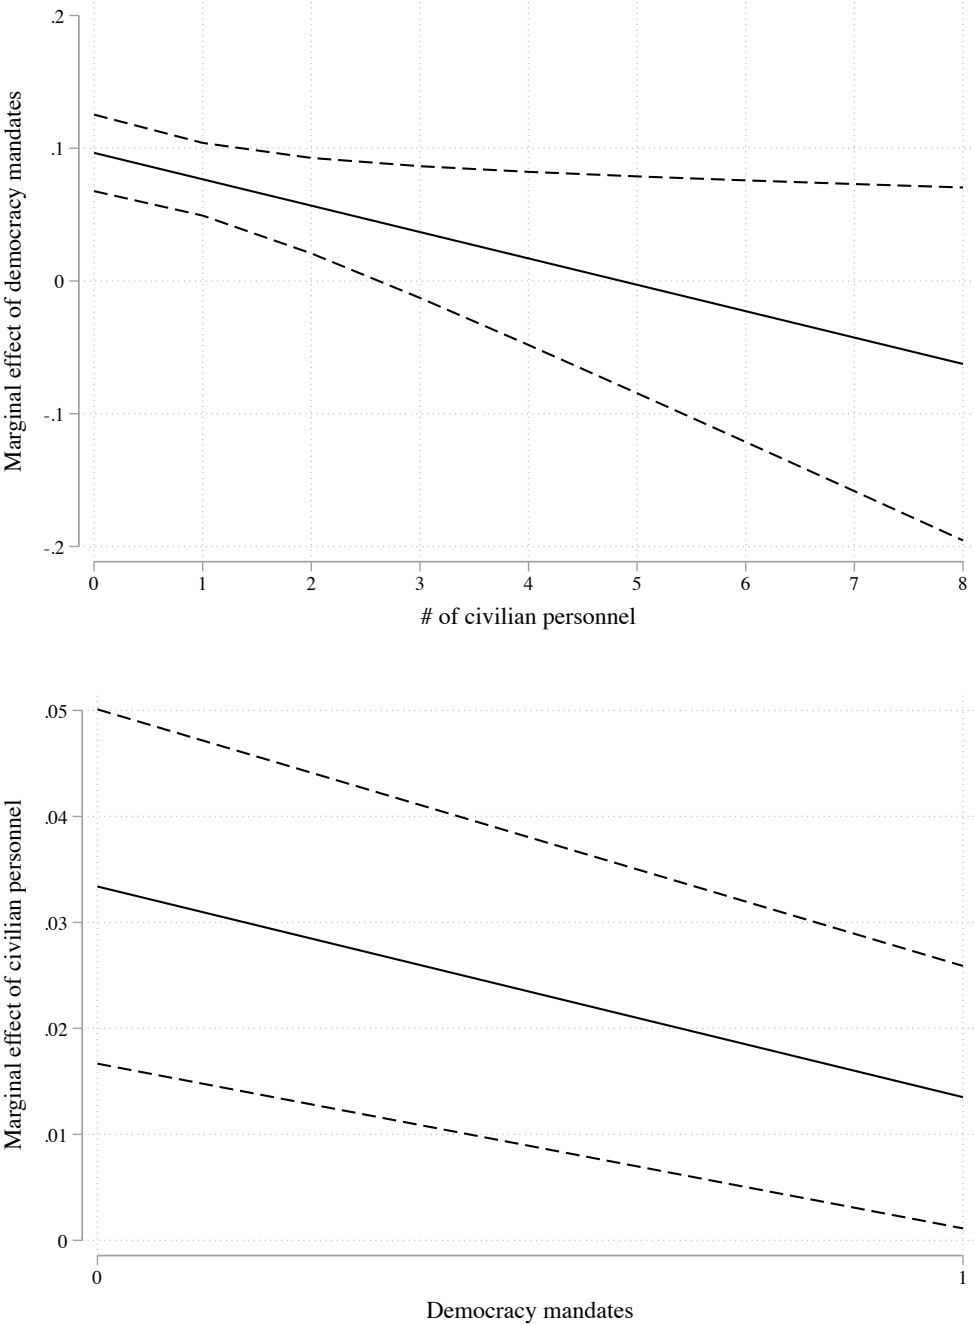 Marginal effect of democracy mandates
.2
.1
0
-.1
-.2
0 1 2 3 4 5 6 7 8
# of civilian personnel
Marginal effect of civilian personnel
.05
.04
.03
.02
.01
0
0 1
Democracy mandates